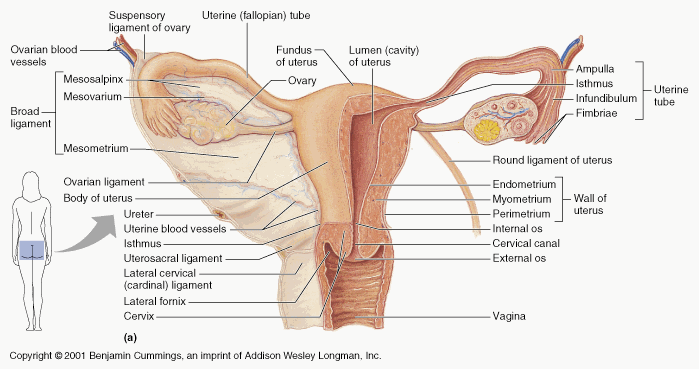 Suspensory
ligament of ovary
Uterine (fallopian) tube
Ovarian blood
vessels
Fundus
of uterus
Lumen (cavity)
of uterus
Mesosalpinx
Ovary
Mesovarium
Broad
ligament
Mesometrium
Ovarian ligament
Body of uterus
Ureter
Uterine blood vessels
Isthmus
Uterosacral ligament
Lateral cervical
(cardinal) ligament
Lateral fornix
Cervix
Ampulla
Isthmus
Infundibulum
Fimbriae
Uterine
tube
Round ligament of uterus
Endometrium
Myometrium
Perimetrium
Wall of
uterus
Internal os
Cervical canal
External os
Vagina
(a)
Copyright © 2001 Benjamin Cummings, an imprint of Addison Wesley Longman, Inc.